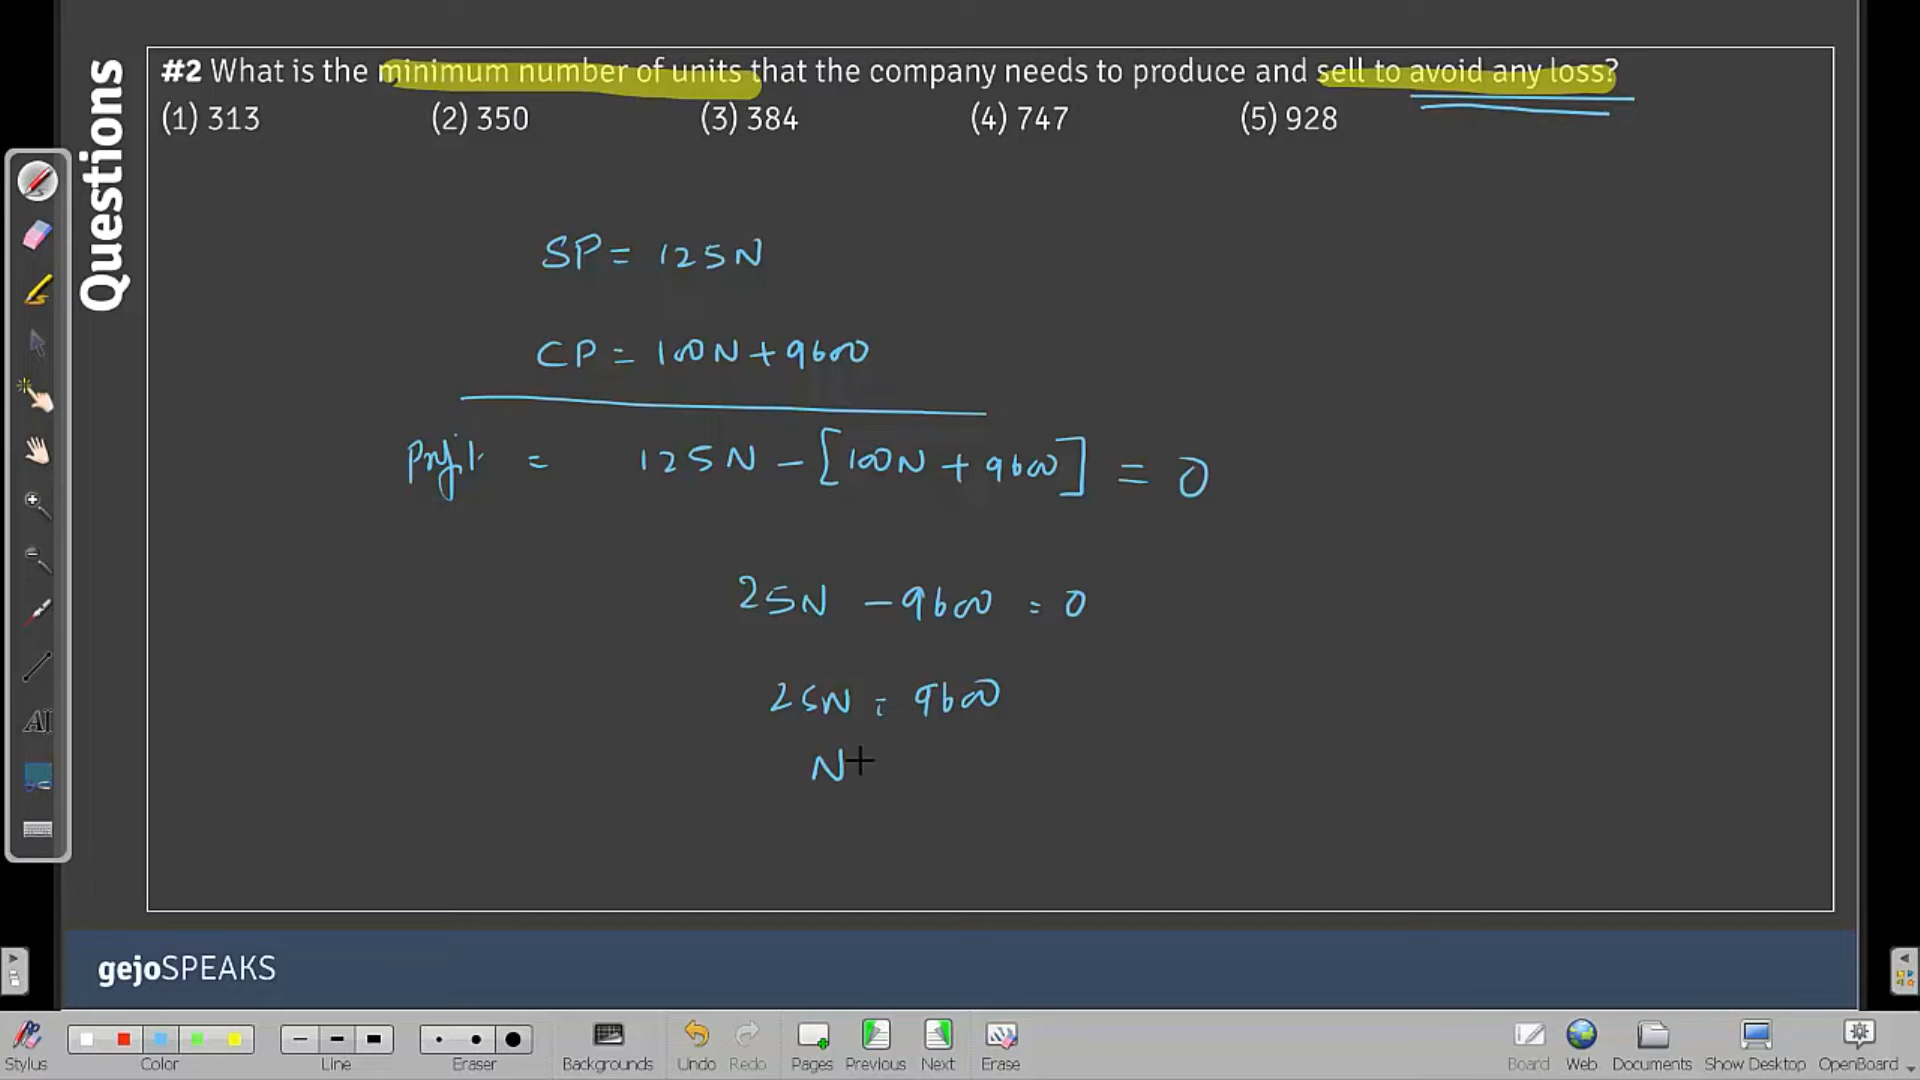 Questions
#2 What is the minimum number of units that the company needs to produce and sell to avoid any loss?
(1) 313 (2) 350 (3) 384 (4) 747 (5) 928
SP = 125N
CP = 100N + 9600
Profit = 125N - [100N + 9600] = 0
25N - 9600 = 0
25N = 9600
N
AI
gejoSPEAKS
Stylus Color Line Eraser Backgrounds Undo Redo Pages Previous Next Erase Board Web Documents Show Desktop OpenBoard